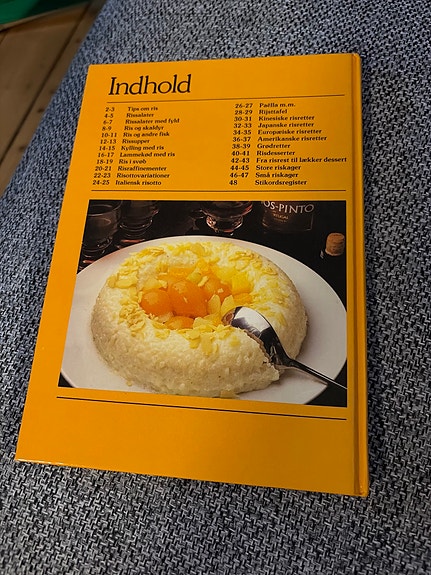 Indhold
2-3 Tips om ris
4-5 Rissalater
6-7 Rissalater med fyld
8-9 Ris og skaldyr
10-11 Ris og andre fisk
12-13 Rissupper
14-15 Kylling med ris
16-17 Lammekød med ris
18-19 Ris i svøb
20-21 Risraffinementer
22-23 Risottovariationer
24-25 Italiensk risotto
26-27 Paëlla m.m.
28-29 Rijsttafel
30-31 Kinesiske risretter
32-33 Japanske risretter
34-35 Europæiske risretter
36-37 Amerikanske risretter
38-39 Grødretter
40-41 Risdesserter
42-43 Fra risrest til lækker dessert
44-45 Store riskager
46-47 Små riskager
48 Stikordsregister
OS-PINTO